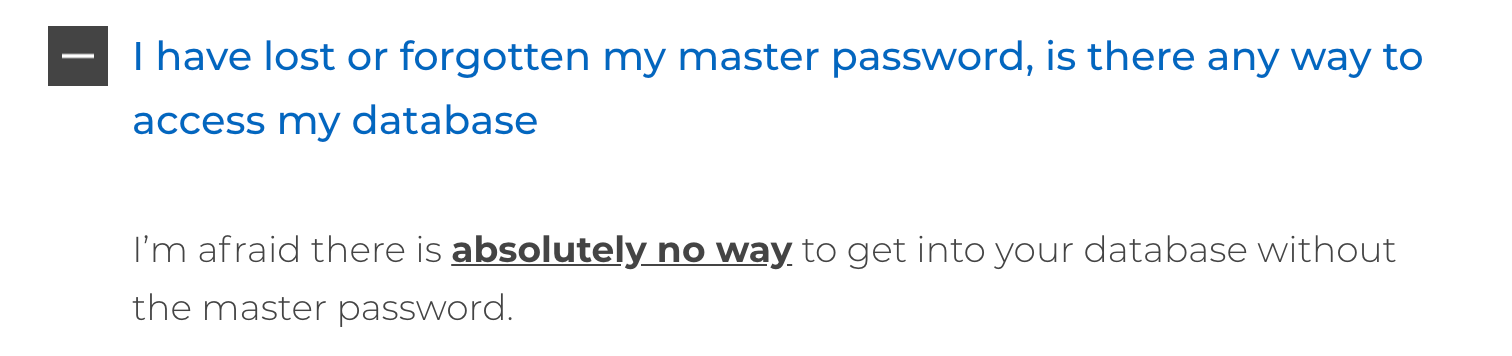 I have lost or forgotten my master password, is there any way to
access my database
I’m afraid there is absolutely no way to get into your database without
the master password.